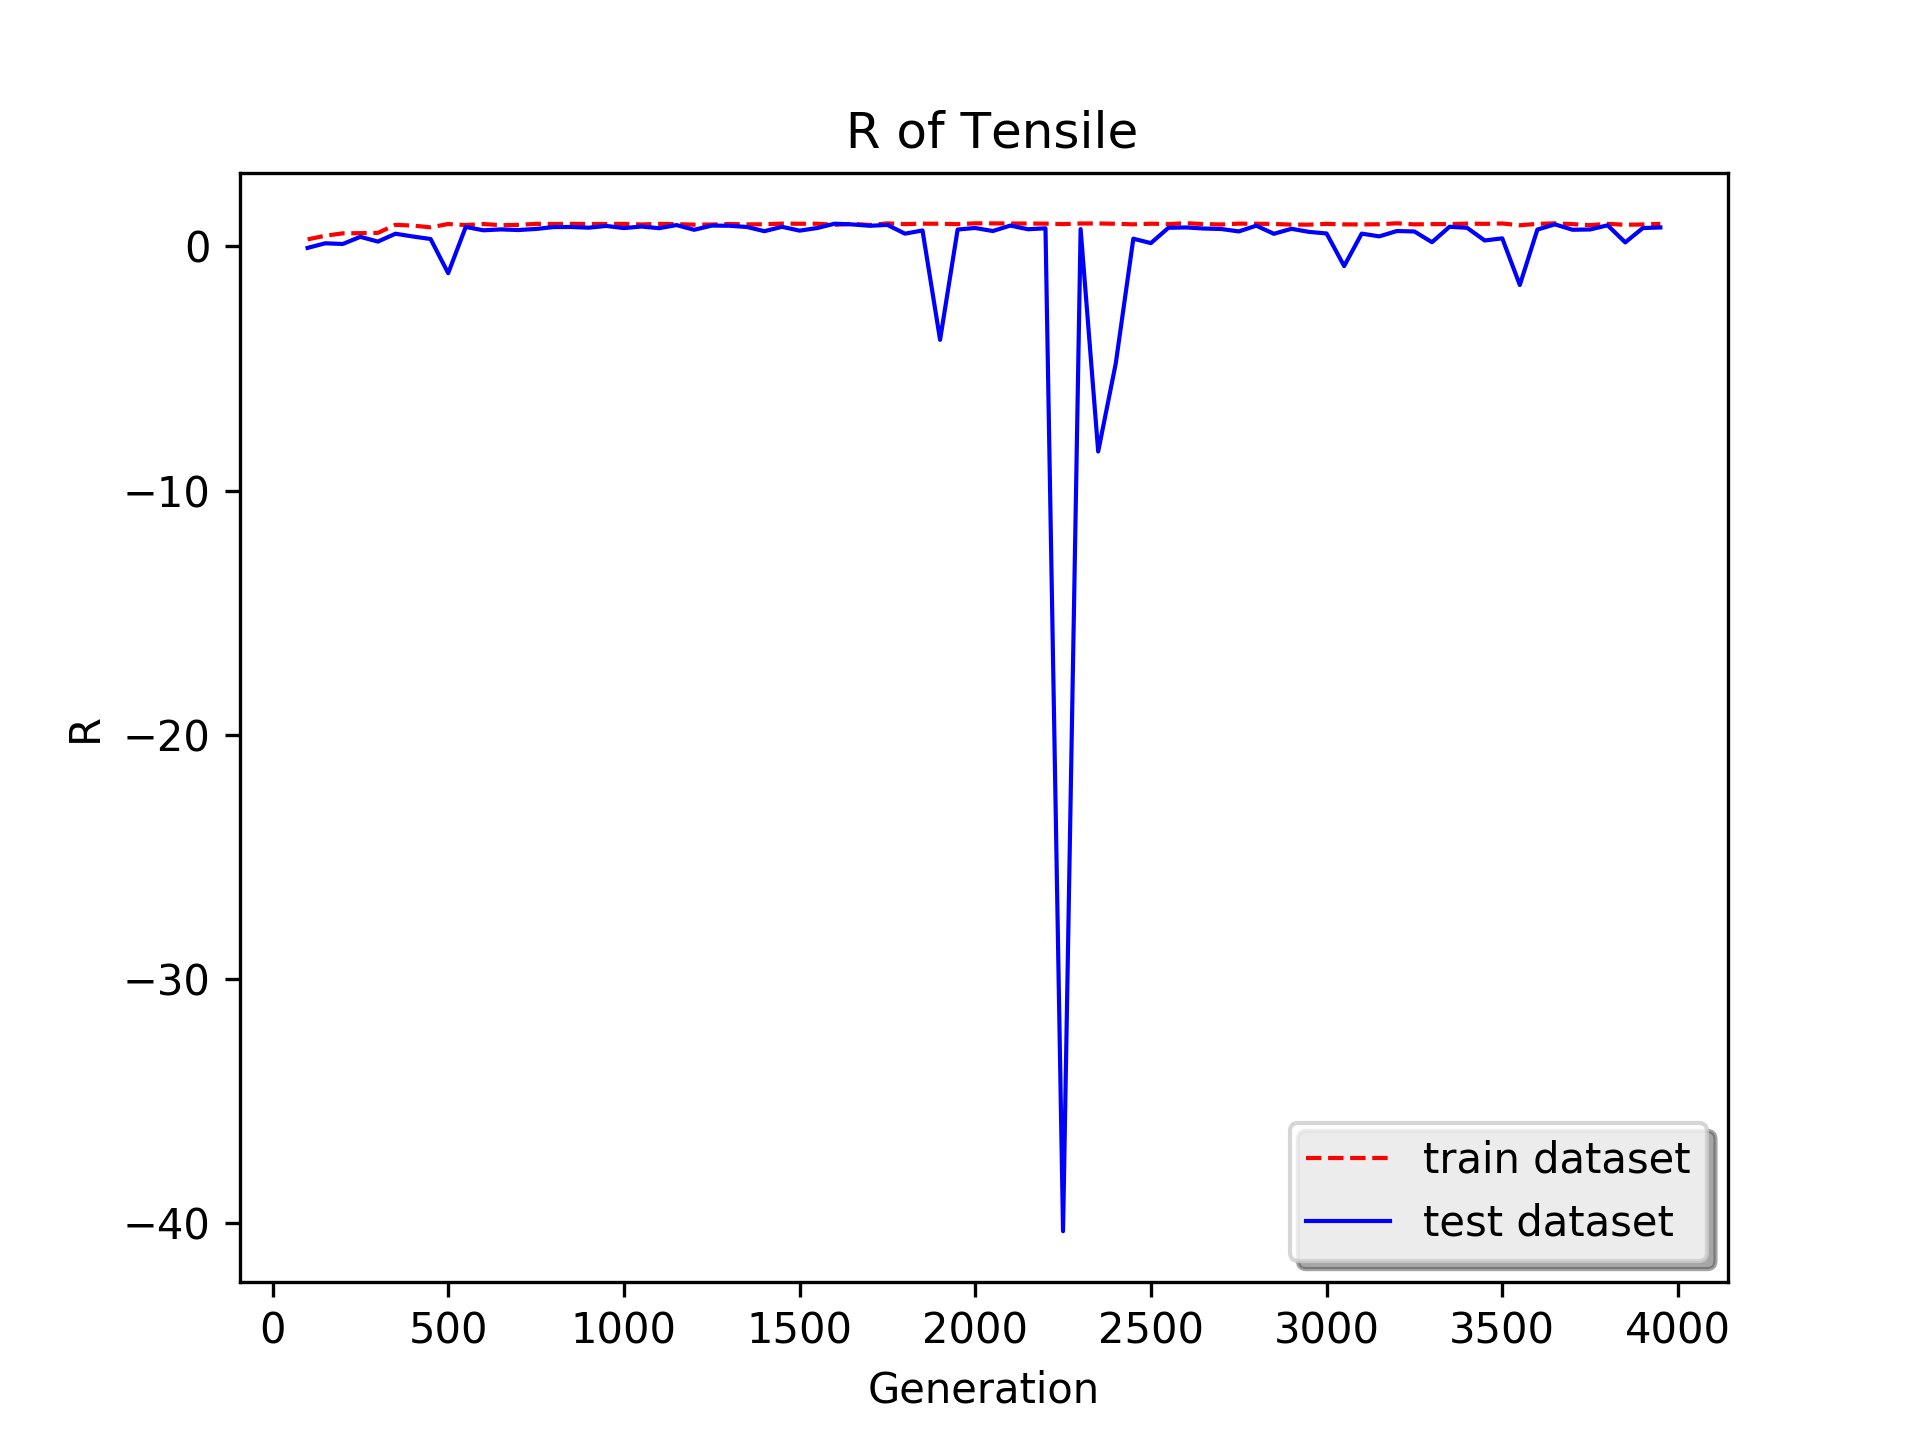 R of Tensile
R
0
−10
−20
−30
−40
train dataset
test dataset
0 500 1000 1500 2000 2500 3000 3500 4000
Generation